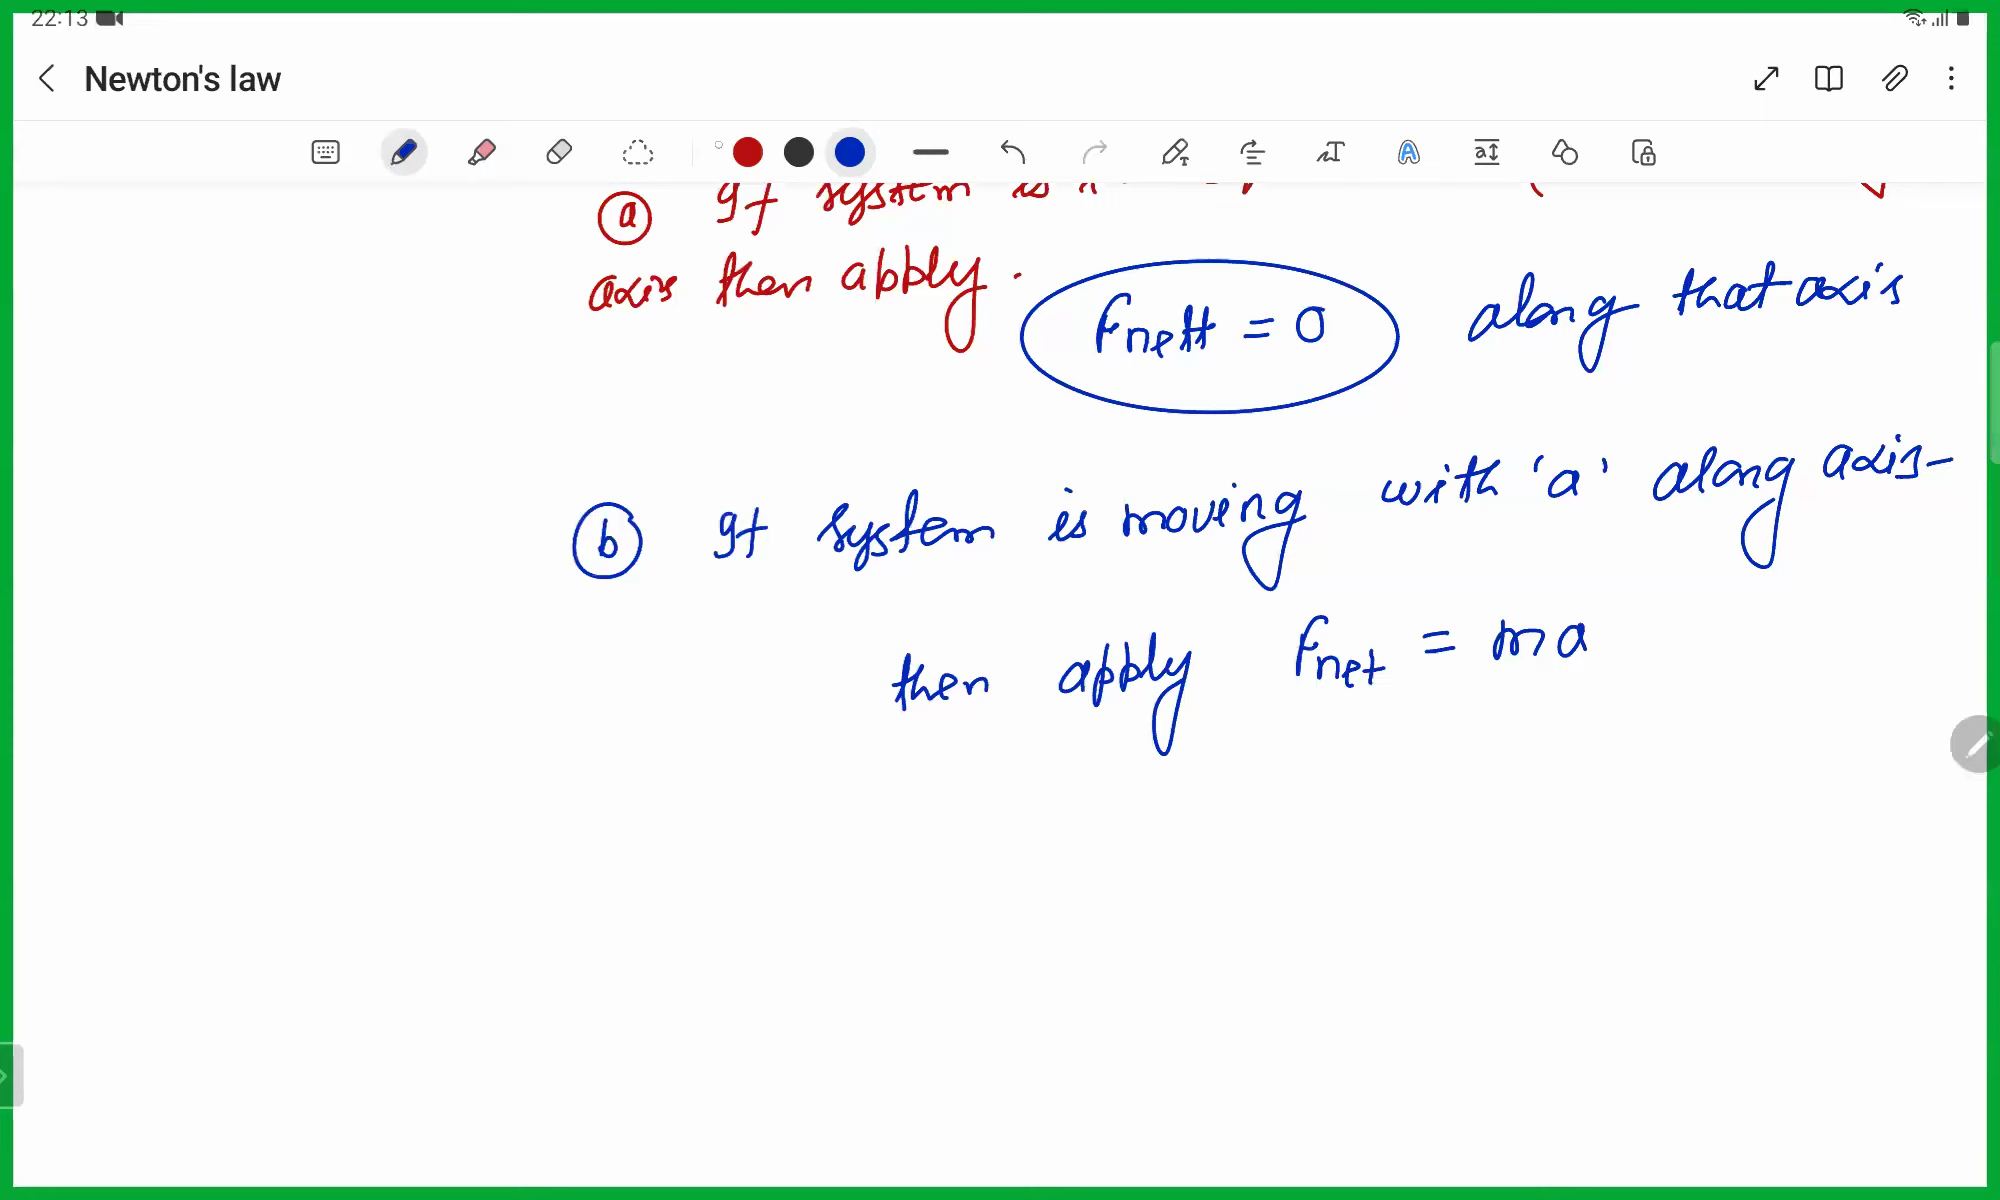 22:13
Newton's law
ⓐ If system is
axis then apply. Fnett = 0 along that axis
ⓑ If system is moving with 'a' along axis-
then apply Fnet = ma